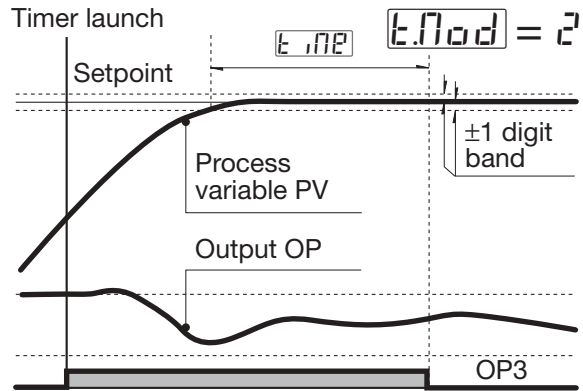 Timer launch
t.iME
t.Mod = 2
Setpoint
±1 digit
band
Process
variable PV
Output OP
OP3